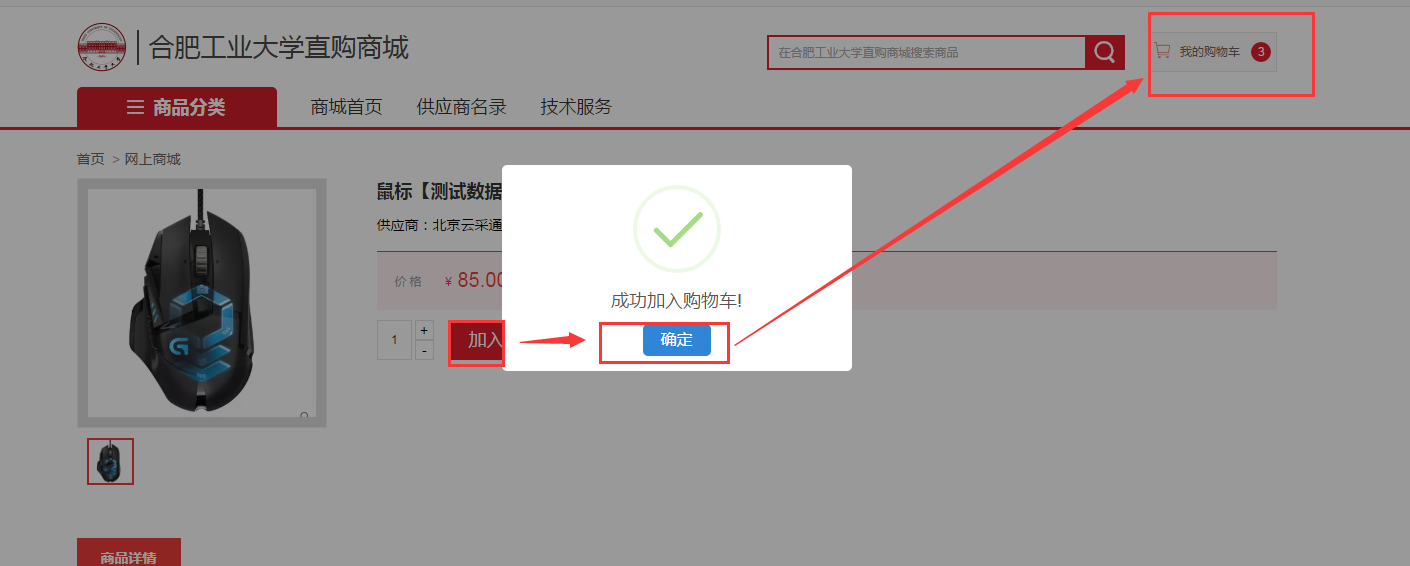 合肥工业大学直购商城
在合肥工业大学直购商城搜索商品
我的购物车 3
商品分类 商城首页 供应商名录 技术服务
首页 > 网上商城
鼠标【测试数据
供应商：北京云采通
价格 ¥ 85.00
成功加入购物车!
1 + -
加入
确定
商品详情